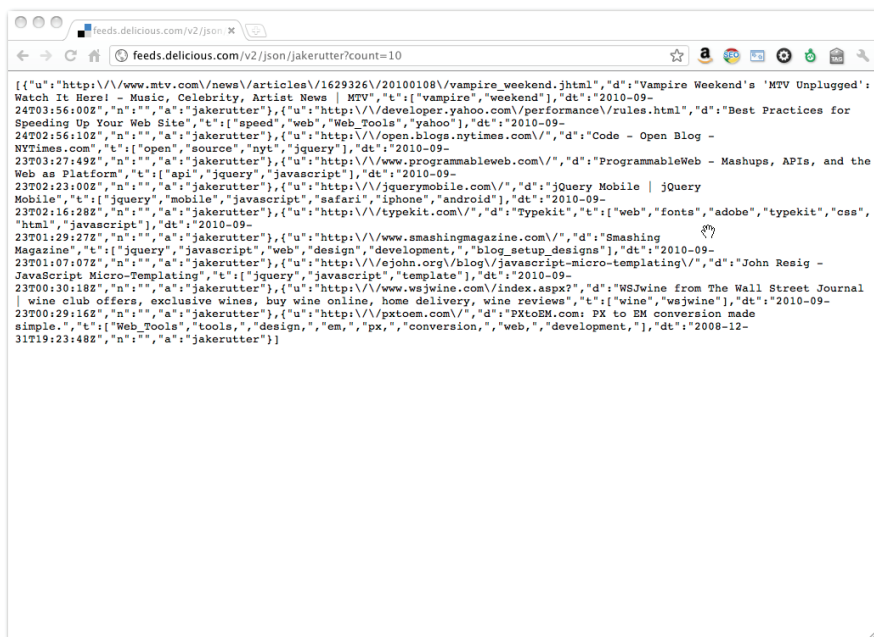 feeds.delicious.com/v2/json
feeds.delicious.com/v2/json/jakerutter?count=10
a SEO TAG
[{"u":"http:\/\/www.mtv.com\/news\/articles\/1629326\/20100108\/vampire_weekend.jhtml","d":"Vampire Weekend's 'MTV Unplugged':
Watch It Here! - Music, Celebrity, Artist News | MTV","t":["vampire","weekend"],"dt":"2010-09-
24T03:56:00Z","n":"","a":"jakerutter"},{"u":"http:\/\/developer.yahoo.com\/performance\/rules.html","d":"Best Practices for
Speeding Up Your Web Site","t":["speed","web","Web_Tools","yahoo"],"dt":"2010-09-
24T02:56:10Z","n":"","a":"jakerutter"},{"u":"http:\/\/open.blogs.nytimes.com\/","d":"Code - Open Blog -
NYTimes.com","t":["open","source","nyt","jquery"],"dt":"2010-09-
23T03:27:49Z","n":"","a":"jakerutter"},{"u":"http:\/\/www.programmableweb.com\/","d":"ProgrammableWeb - Mashups, APIs, and the
Web as Platform","t":["api","jquery","javascript"],"dt":"2010-09-
23T02:23:00Z","n":"","a":"jakerutter"},{"u":"http:\/\/jquerymobile.com\/","d":"jQuery Mobile | jQuery
Mobile","t":["jquery","mobile","javascript","safari","iphone","android"],"dt":"2010-09-
23T02:16:28Z","n":"","a":"jakerutter"},{"u":"http:\/\/typekit.com\/","d":"Typekit","t":["web","fonts","adobe","typekit","css",
"html","javascript"],"dt":"2010-09-
23T01:29:27Z","n":"","a":"jakerutter"},{"u":"http:\/\/www.smashingmagazine.com\/","d":"Smashing
Magazine","t":["jquery","javascript","web","design","development,","blog_setup_designs"],"dt":"2010-09-
23T01:07:07Z","n":"","a":"jakerutter"},{"u":"http:\/\/ejohn.org\/blog\/javascript-micro-templating\/","d":"John Resig -
JavaScript Micro-Templating","t":["jquery","javascript","template"],"dt":"2010-09-
23T00:30:18Z","n":"","a":"jakerutter"},{"u":"http:\/\/www.wsjwine.com\/index.aspx?","d":"WSJwine from The Wall Street Journal
| wine club offers, exclusive wines, buy wine online, home delivery, wine reviews","t":["wine","wsjwine"],"dt":"2010-09-
23T00:29:16Z","n":"","a":"jakerutter"},{"u":"http:\/\/pxtoem.com\/","d":"PXtoEM.com: PX to EM conversion made
simple.","t":["Web_Tools","tools,","design,","em,","px,","conversion,","web,","development,"],"dt":"2008-12-
31T19:23:48Z","n":"","a":"jakerutter"}]